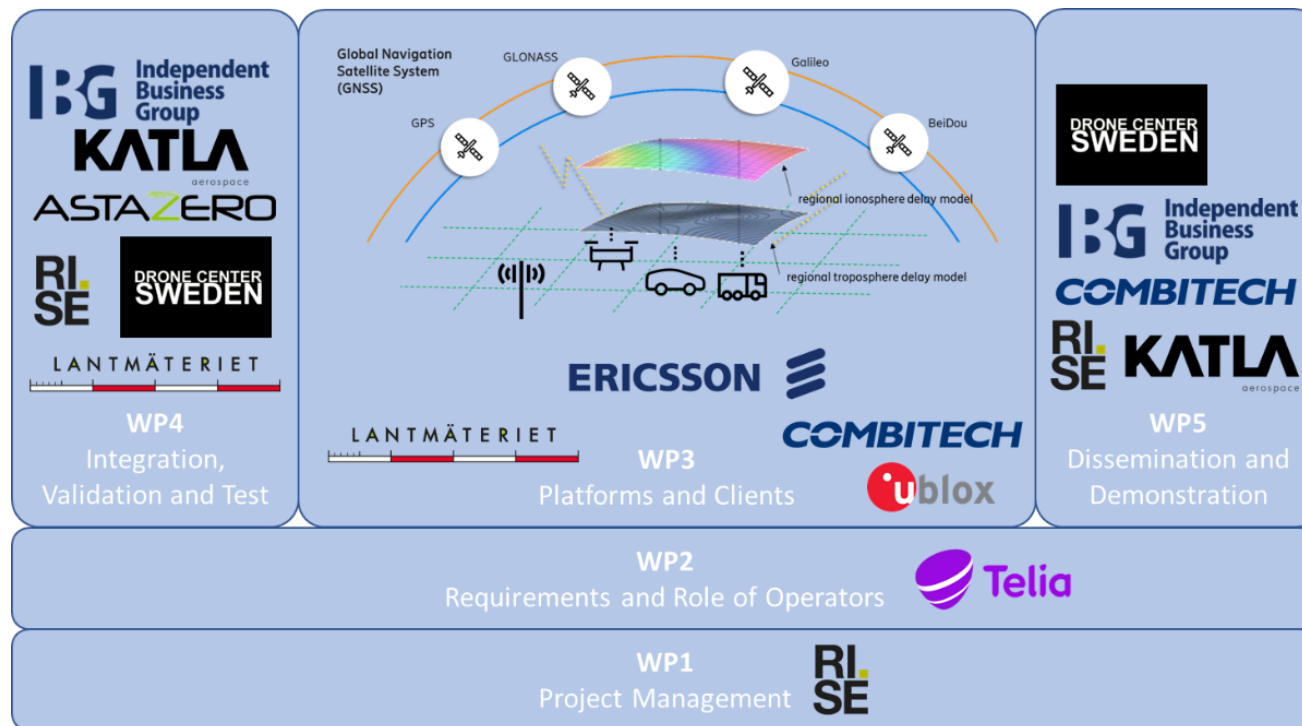 IBG Independent
Business
Group
KATLA
aerospace
ASTAZERO
RI.
SE
DRONE CENTER
SWEDEN
LANTMÄTERIET
WP4
Integration,
Validation and Test
Global Navigation
Satellite System
(GNSS)
GLONASS
Galileo
GPS
BeiDou
regional ionosphere delay model
regional troposphere delay model
ERICSSON
LANTMÄTERIET
COMBITECH
WP3
Platforms and Clients
ublox
DRONE CENTER
SWEDEN
IBG Independent
Business
Group
COMBITECH
RI.
SE
KATLA
aerospace
WP5
Dissemination and
Demonstration
WP2
Requirements and Role of Operators
Telia
WP1
Project Management
RI.
SE